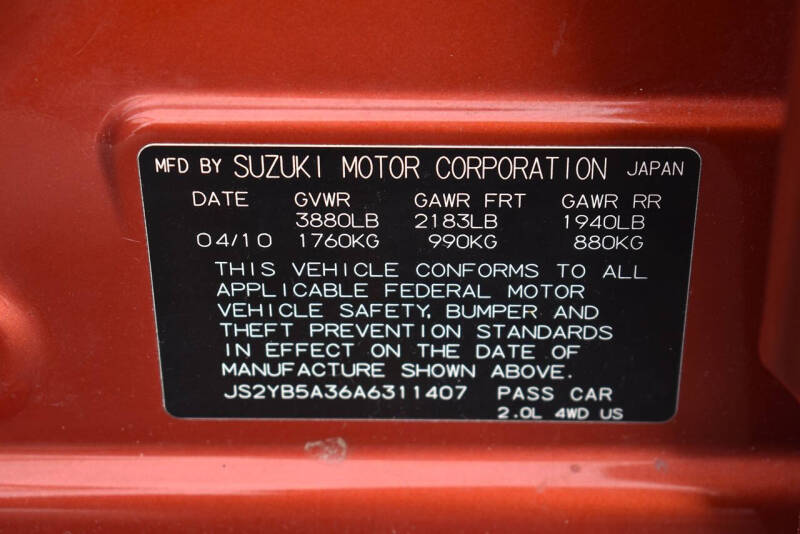 MFD BY SUZUKI MOTOR CORPORATION JAPAN
DATE GVWR GAWR FRT GAWR RR
3880LB 2183LB 1940LB
04/10 1760KG 990KG 880KG
THIS VEHICLE CONFORMS TO ALL
APPLICABLE FEDERAL MOTOR
VEHICLE SAFETY, BUMPER AND
THEFT PREVENTION STANDARDS
IN EFFECT ON THE DATE OF
MANUFACTURE SHOWN ABOVE.
JS2YB5A36A6311407 PASS CAR
2.0L 4WD US